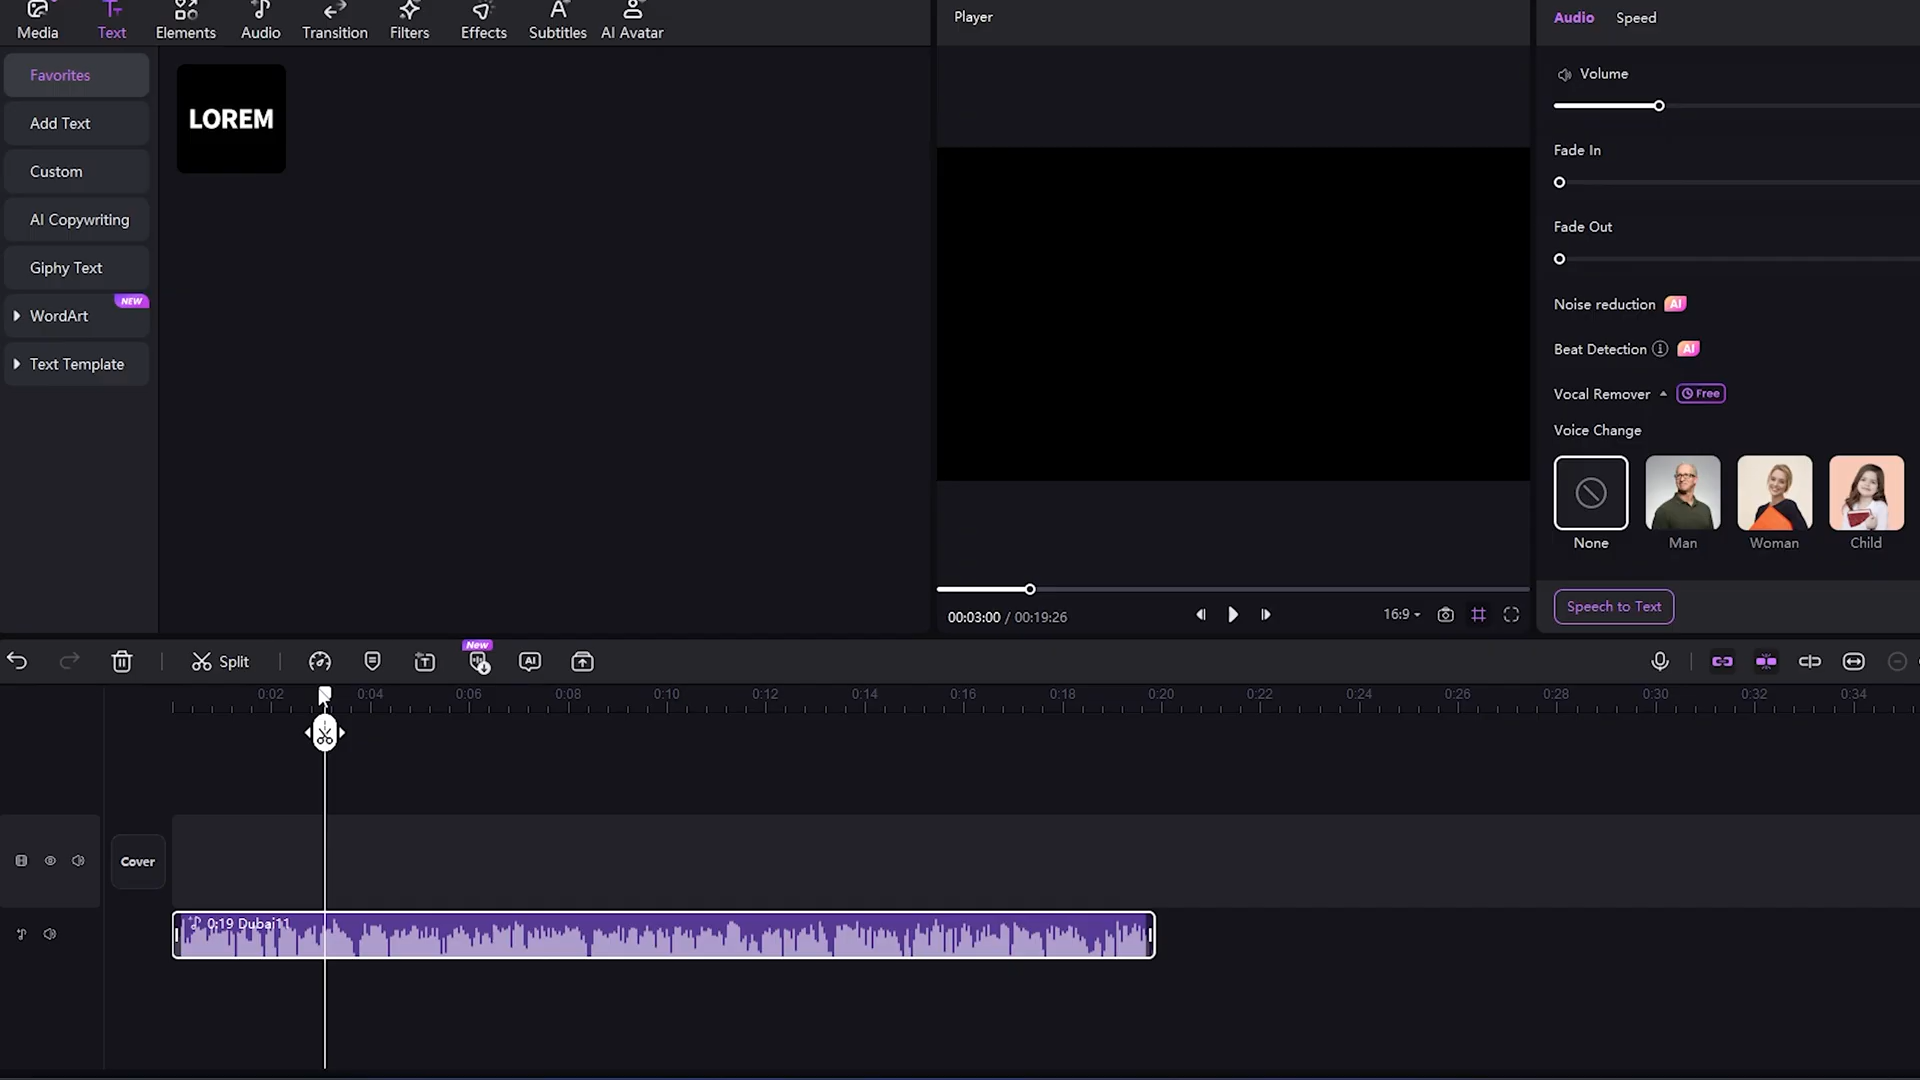 Media
Text
Elements
Audio
Transition
Filters
Effects
Subtitles
AI Avatar
Player
Audio
Speed
Favorites
Add Text
Custom
AI Copywriting
Giphy Text
NEW
WordArt
Text Template
LOREM
Volume
Fade In
Fade Out
Noise reduction AI
Beat Detection AI
Vocal Remover Free
Voice Change
None
Man
Woman
Child
00:03:00 / 00:19:26
16:9
Speech to Text
Split
New
AI
0:02
0:04
0:06
0:08
0:10
0:12
0:14
0:16
0:18
0:20
0:22
0:24
0:26
0:28
0:30
0:32
0:34
Cover
0:19 Dubai11